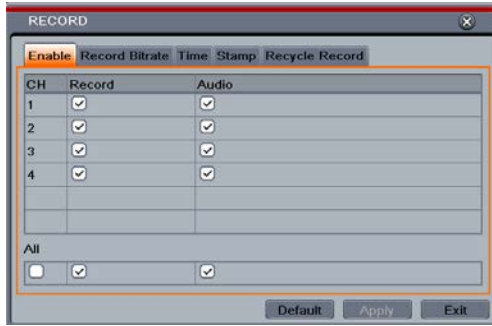 RECORD
Enable Record Bitrate Time Stamp Recycle Record
CH Record Audio
1
2
3
4
All
Default Apply Exit